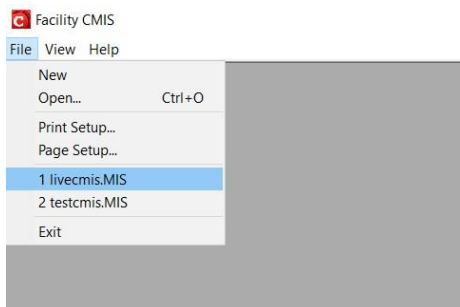 Facility CMIS
File View Help
New
Open... Ctrl+O
Print Setup...
Page Setup...
1 livecmis.MIS
2 testcmis.MIS
Exit